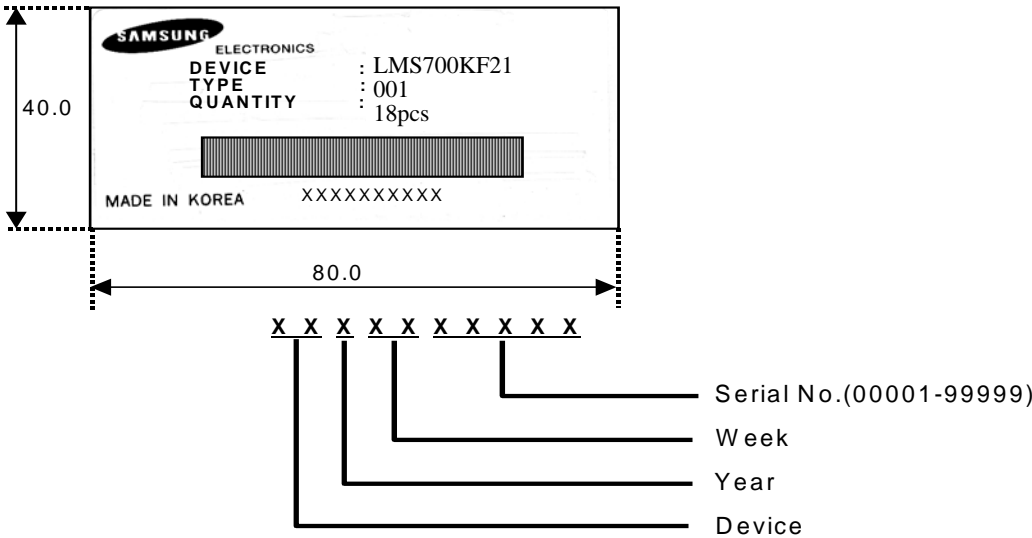 SAMSUNG
ELECTRONICS
DEVICE : LMS700KF21
TYPE : 001
QUANTITY : 18pcs
MADE IN KOREA XXXXXXXXXX
40.0
80.0
X X X X X X X X X X
Serial No.(00001-99999)
Week
Year
Device